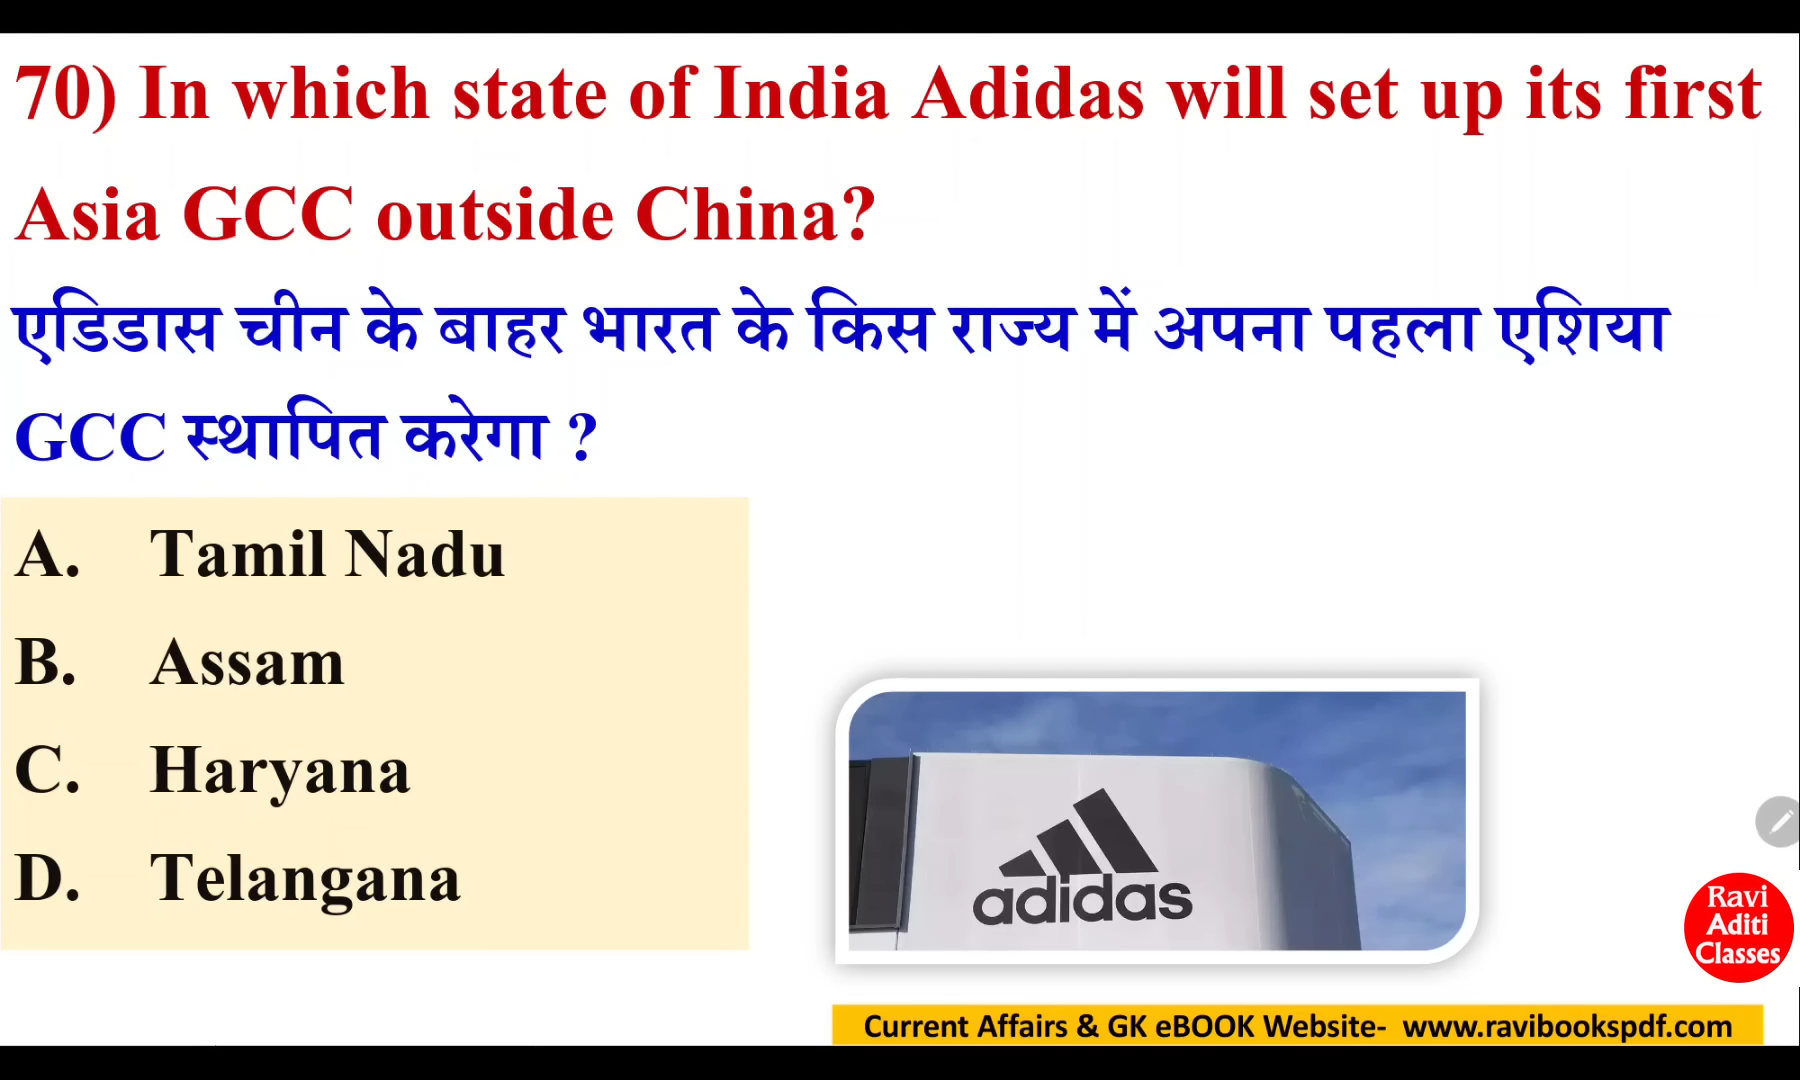 70) In which state of India Adidas will set up its first
Asia GCC outside China?
एडिडास चीन के बाहर भारत के किस राज्य में अपना पहला एशिया
GCC स्थापित करेगा ?
A. Tamil Nadu
B. Assam
C. Haryana
D. Telangana
adidas
Ravi
Aditi
Classes
Current Affairs & GK eBOOK Website- www.ravibookspdf.com